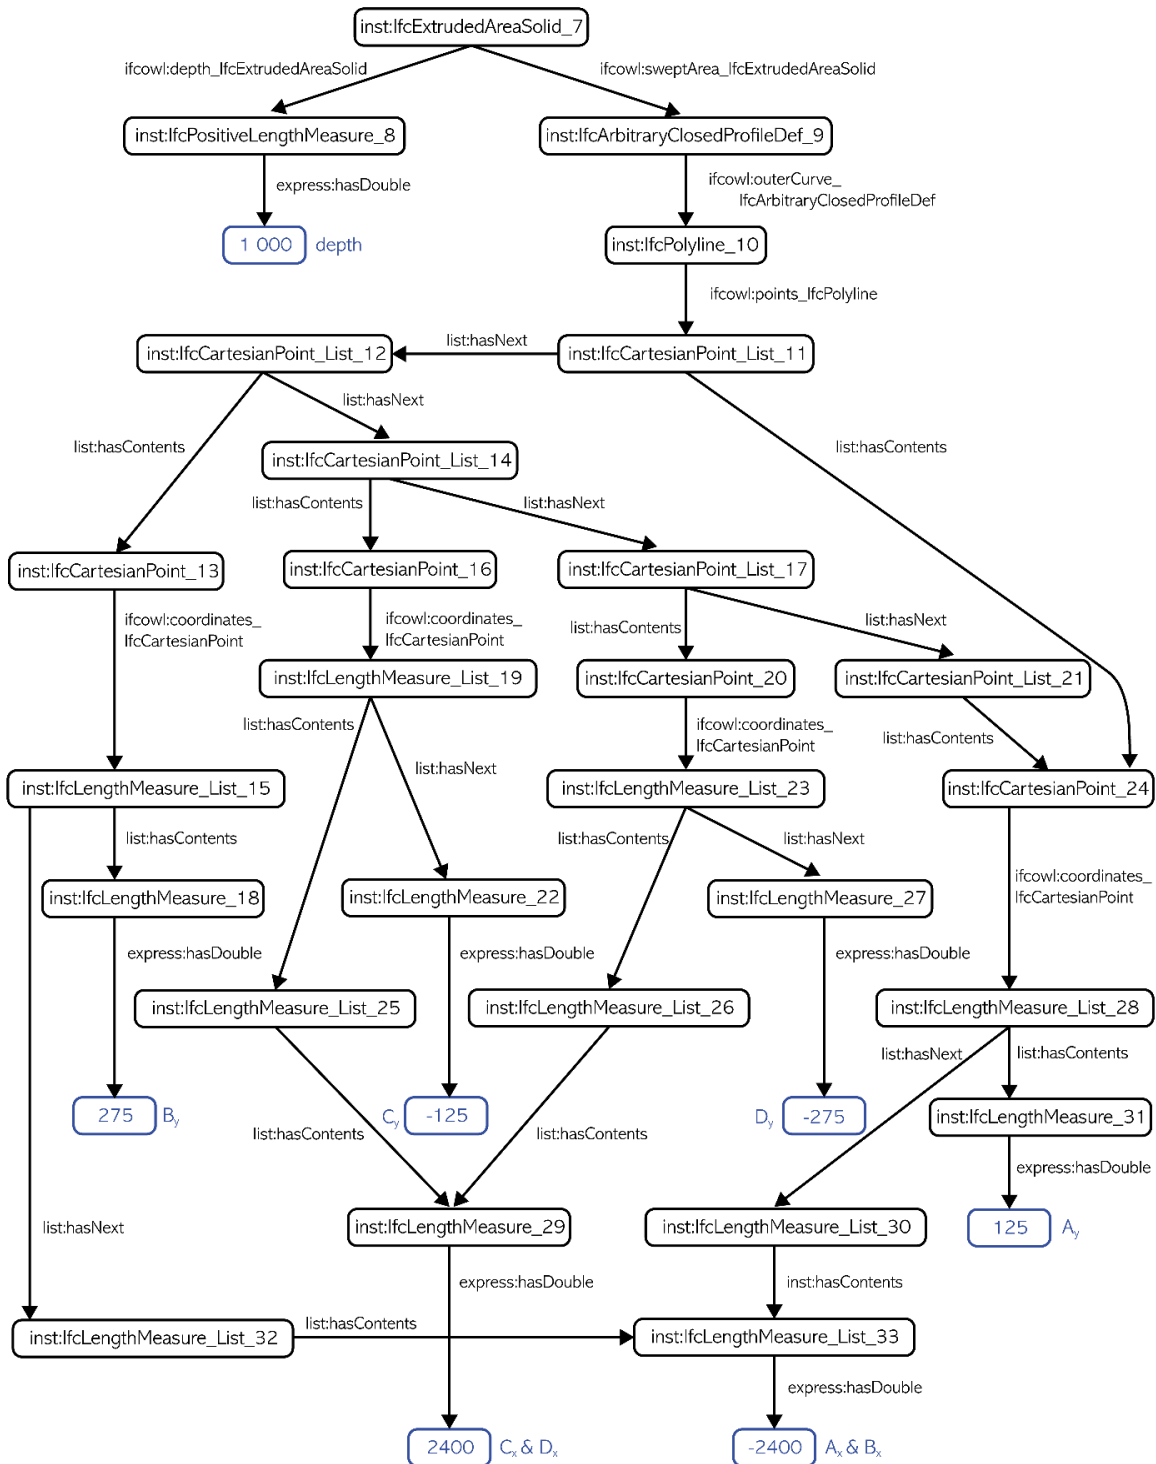 inst:IfcExtrudedAreaSolid_7
ifcowl:depth_IfcExtrudedAreaSolid
ifcowl:sweptArea_IfcExtrudedAreaSolid
inst:IfcPositiveLengthMeasure_8
inst:IfcArbitraryClosedProfileDef_9
express:hasDouble
ifcowl:outerCurve_
IfcArbitraryClosedProfileDef
1 000 depth
inst:IfcPolyline_10
ifcowl:points_IfcPolyline
inst:IfcCartesianPoint_List_12
list:hasNext
inst:IfcCartesianPoint_List_11
list:hasNext
list:hasContents
list:hasContents
inst:IfcCartesianPoint_List_14
list:hasContents
list:hasNext
inst:IfcCartesianPoint_13
inst:IfcCartesianPoint_16
inst:IfcCartesianPoint_List_17
ifcowl:coordinates_
IfcCartesianPoint
ifcowl:coordinates_
IfcCartesianPoint
list:hasContents
list:hasNext
inst:IfcLengthMeasure_List_19
inst:IfcCartesianPoint_20
inst:IfcCartesianPoint_List_21
list:hasContents
ifcowl:coordinates_
IfcCartesianPoint
list:hasContents
list:hasNext
inst:IfcLengthMeasure_List_15
inst:IfcLengthMeasure_List_23
inst:IfcCartesianPoint_24
list:hasContents
list:hasContents
list:hasNext
ifcowl:coordinates_
IfcCartesianPoint
inst:IfcLengthMeasure_18
inst:IfcLengthMeasure_22
inst:IfcLengthMeasure_27
express:hasDouble
express:hasDouble
express:hasDouble
inst:IfcLengthMeasure_List_25
inst:IfcLengthMeasure_List_26
inst:IfcLengthMeasure_List_28
list:hasNext
list:hasContents
275 By
Cy -125
Dy -275
inst:IfcLengthMeasure_31
list:hasContents
list:hasContents
express:hasDouble
list:hasNext
inst:IfcLengthMeasure_29
inst:IfcLengthMeasure_List_30
125 Ay
express:hasDouble
inst:hasContents
inst:IfcLengthMeasure_List_32
list:hasContents
inst:IfcLengthMeasure_List_33
express:hasDouble
2400 Cx & Dx
-2400 Ax & Bx